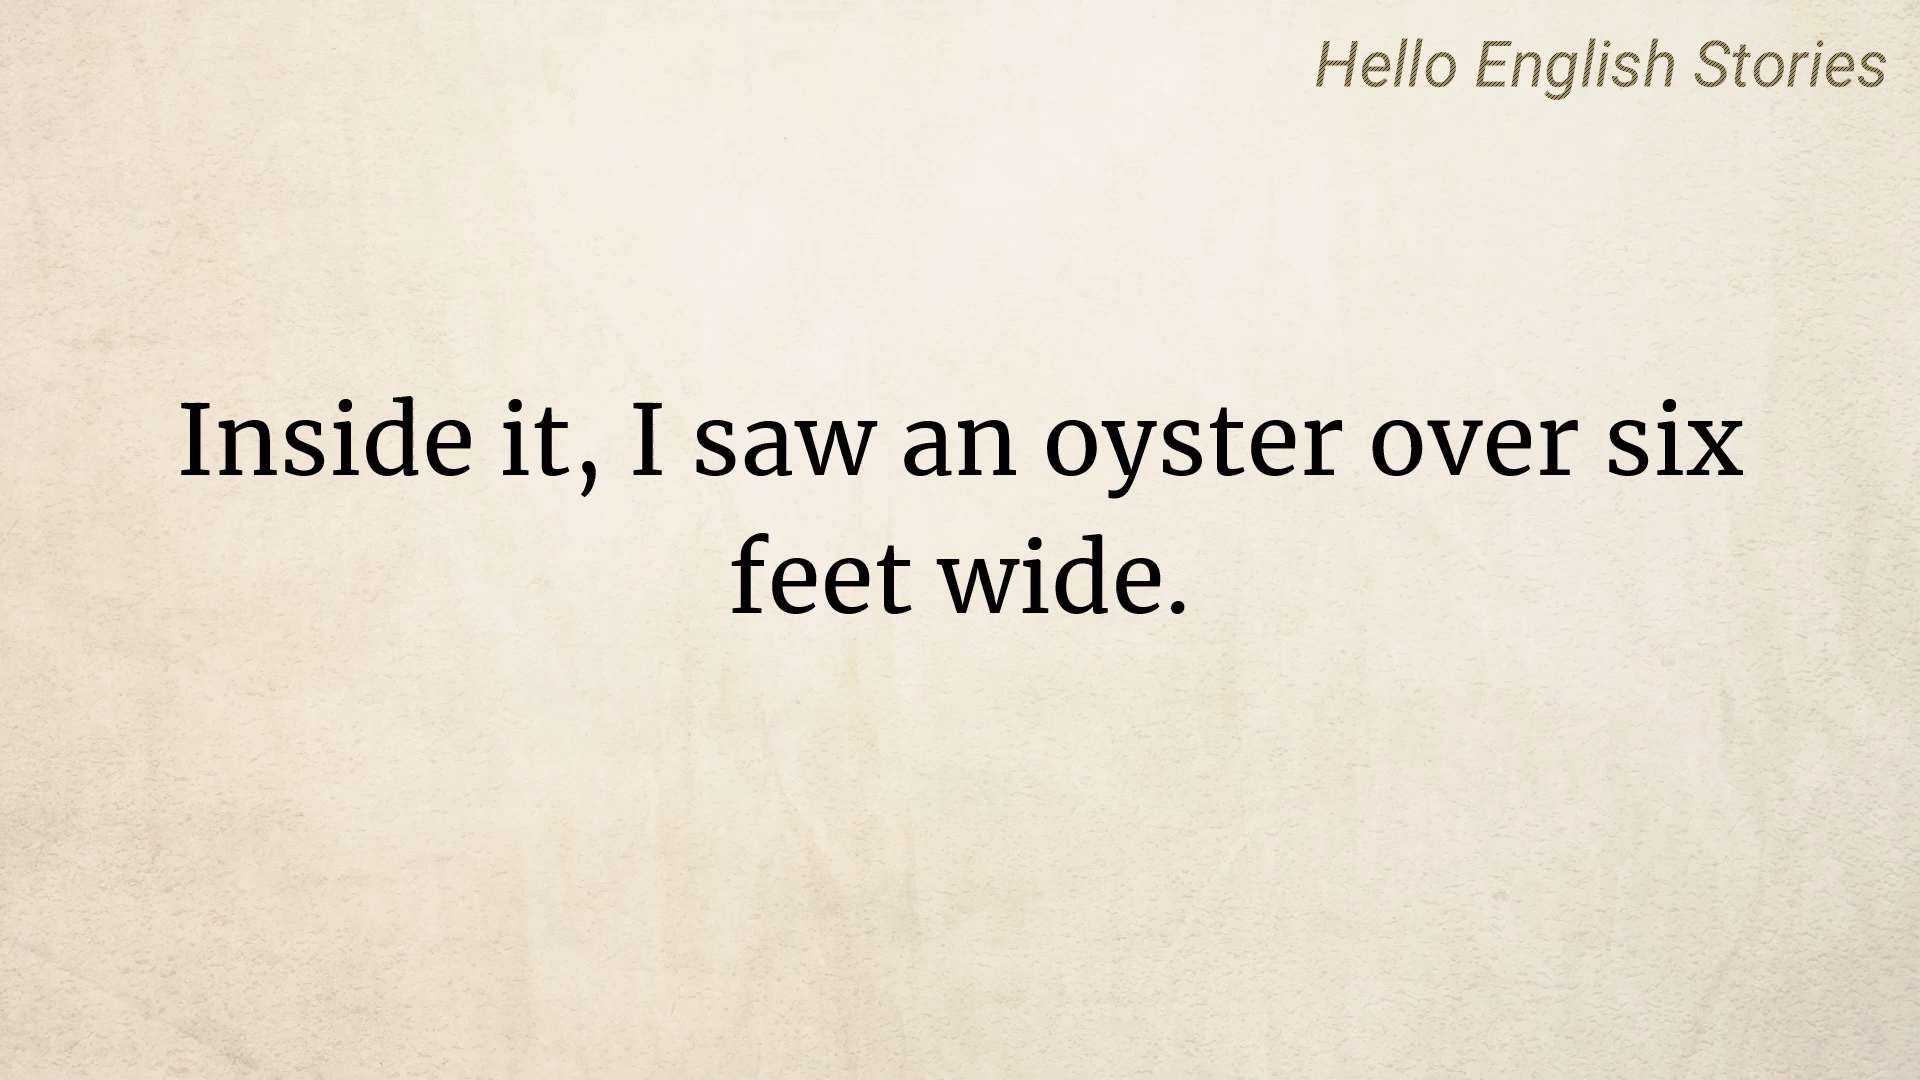 Hello English Stories
Inside it, I saw an oyster over six
feet wide.